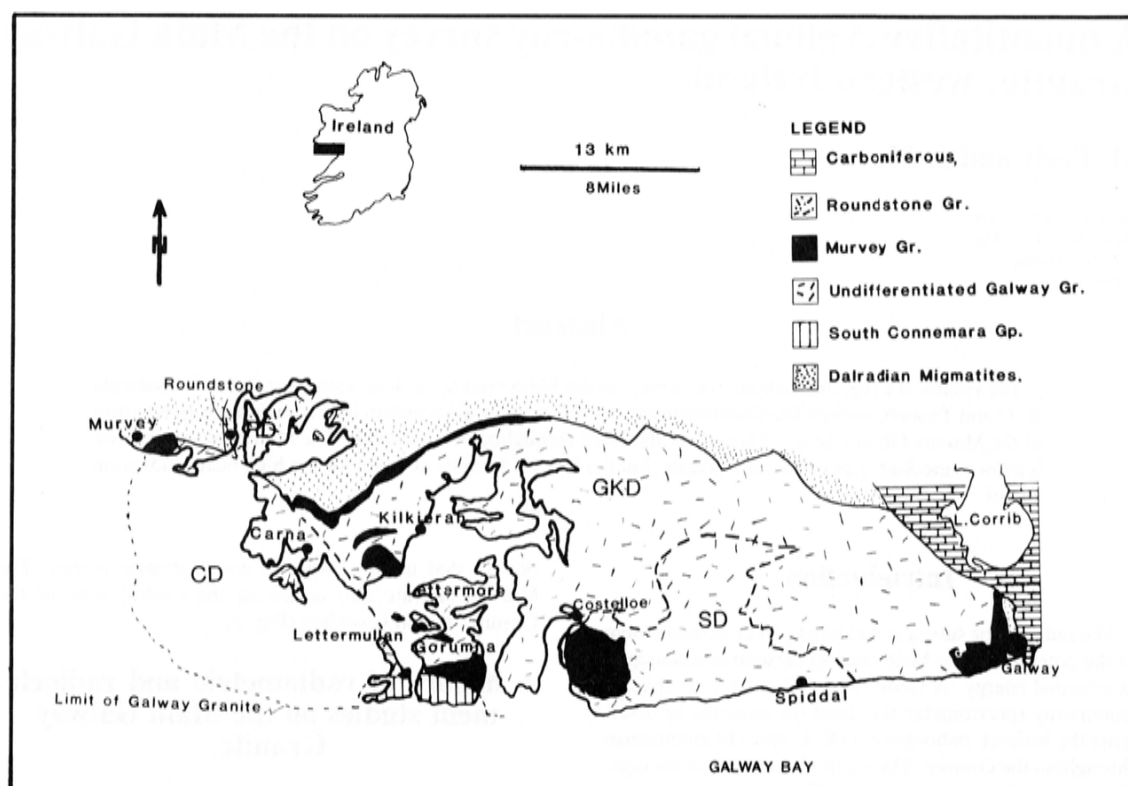 Ireland
13 km
8Miles
N
LEGEND
Carboniferous,
Roundstone Gr.
Murvey Gr.
Undifferentiated Galway Gr.
South Connemara Gp.
Dalradian Migmatites.
Roundstone
Murvey
RD
GKD
Kilkieran
L.Corrib
Carna
CD
Lettermore
Costelloe
SD
Lettermullan
Gorumna
Galway
Spiddal
Limit of Galway Granite
GALWAY BAY